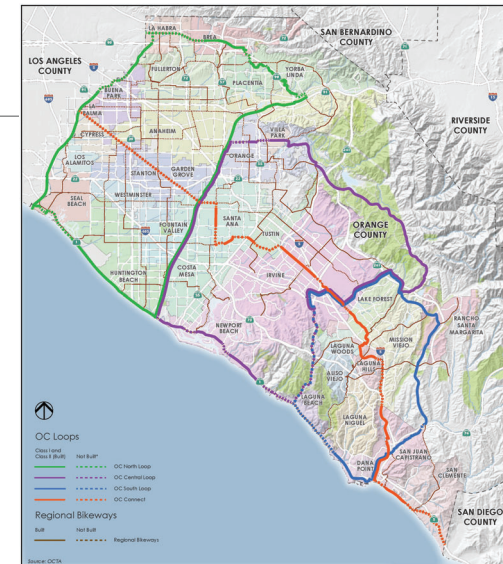 LA HABRA
BREA
SAN BERNARDINO
COUNTY
LOS ANGELES
COUNTY
FULLERTON
YORBA
LINDA
PLACENTIA
BUENA
PARK
LA
PALMA
RIVERSIDE
COUNTY
CYPRESS
ANAHEIM
VILLA
PARK
LOS
ALAMITOS
ORANGE
STANTON
GARDEN
GROVE
WESTMINSTER
SEAL
BEACH
SANTA
ANA
ORANGE
COUNTY
FOUNTAIN
VALLEY
TUSTIN
COSTA
MESA
IRVINE
HUNTINGTON
BEACH
LAKE FOREST
NEWPORT
BEACH
RANCHO
SANTA
MARGARITA
LAGUNA
WOODS
MISSION
VIEJO
LAGUNA
HILLS
ALISO
VIEJO
LAGUNA
BEACH
LAGUNA
NIGUEL
SAN JUAN
CAPISTRANO
DANA
POINT
SAN
CLEMENTE
SAN DIEGO
COUNTY
OC Loops
Class I and
Class II (Built)
Not Built*
OC North Loop
OC Central Loop
OC South Loop
OC Connect
Regional Bikeways
Built
Not Built
Regional Bikeways
Source: OCTA